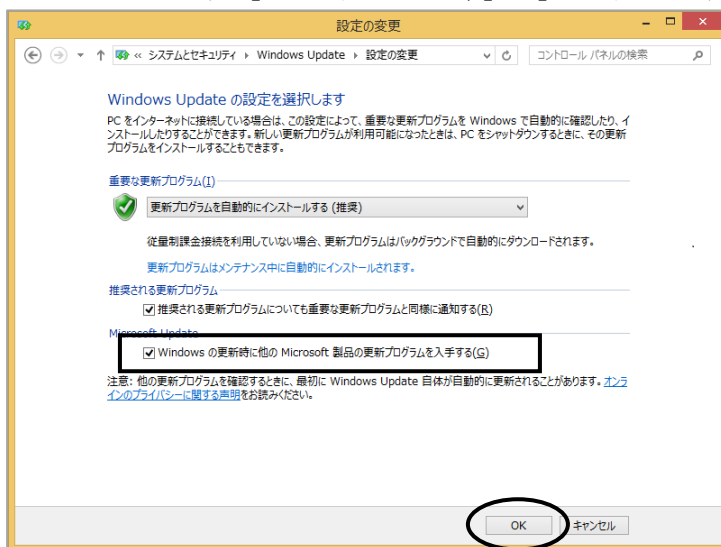 設定の変更
« システムとセキュリティ ▸ Windows Update ▸ 設定の変更
コントロール パネルの検索
Windows Update の設定を選択します
PC をインターネットに接続している場合は、この設定によって、重要な更新プログラムを Windows で自動的に確認したり、イ
ンストールしたりすることができます。新しい更新プログラムが利用可能になったときは、PC をシャットダウンするときに、その更新
プログラムをインストールすることもできます。
重要な更新プログラム(I)
更新プログラムを自動的にインストールする (推奨)
従量制課金接続を利用していない場合、更新プログラムはバックグラウンドで自動的にダウンロードされます。
更新プログラムはメンテナンス中に自動的にインストールされます。
推奨される更新プログラム
推奨される更新プログラムについても重要な更新プログラムと同様に通知する(R)
Microsoft Update
Windows の更新時に他の Microsoft 製品の更新プログラムを入手する(G)
注意: 他の更新プログラムを確認するときに、最初に Windows Update 自体が自動的に更新されることがあります。オンラ
インのプライバシーに関する声明をお読みください。
OK
キャンセル